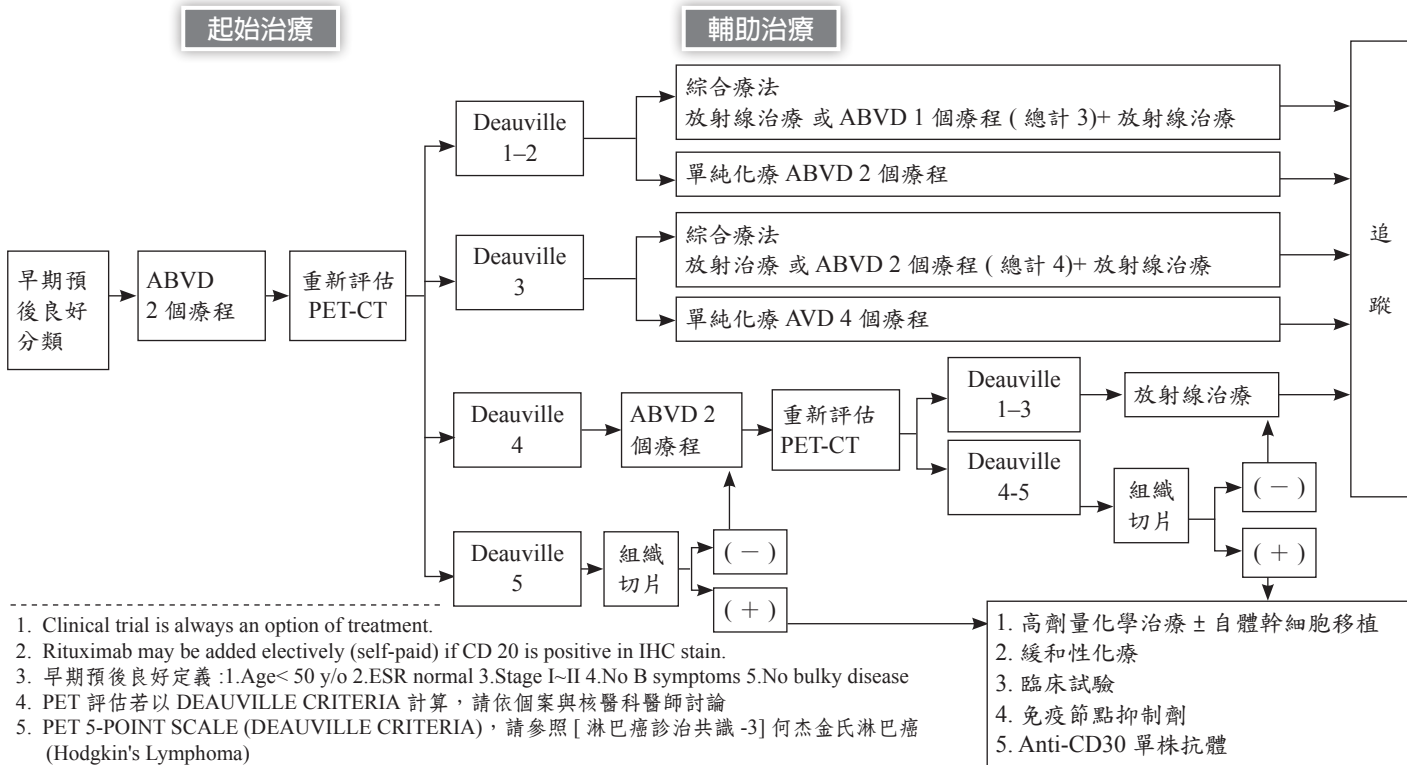 起始治療
輔助治療
早期預
後良好
分類
ABVD
2 個療程
重新評估
PET-CT
Deauville
1–2
綜合療法
放射線治療 或 ABVD 1 個療程 ( 總計 3)+ 放射線治療
單純化療 ABVD 2 個療程
Deauville
3
綜合療法
放射治療 或 ABVD 2 個療程 ( 總計 4)+ 放射線治療
單純化療 AVD 4 個療程
Deauville
4
ABVD 2
個療程
重新評估
PET-CT
Deauville
1–3
放射線治療
Deauville
4-5
組織
切片
( － )
( ＋ )
Deauville
5
組織
切片
( － )
( ＋ )
追
蹤
1. 高劑量化學治療 ± 自體幹細胞移植
2. 緩和性化療
3. 臨床試驗
4. 免疫節點抑制劑
5. Anti-CD30 單株抗體
1. Clinical trial is always an option of treatment.
2. Rituximab may be added electively (self-paid) if CD 20 is positive in IHC stain.
3. 早期預後良好定義 :1.Age< 50 y/o 2.ESR normal 3.Stage I~II 4.No B symptoms 5.No bulky disease
4. PET 評估若以 DEAUVILLE CRITERIA 計算，請依個案與核醫科醫師討論
5. PET 5-POINT SCALE (DEAUVILLE CRITERIA)，請參照 [ 淋巴癌診治共識 -3] 何杰金氏淋巴癌
(Hodgkin's Lymphoma)